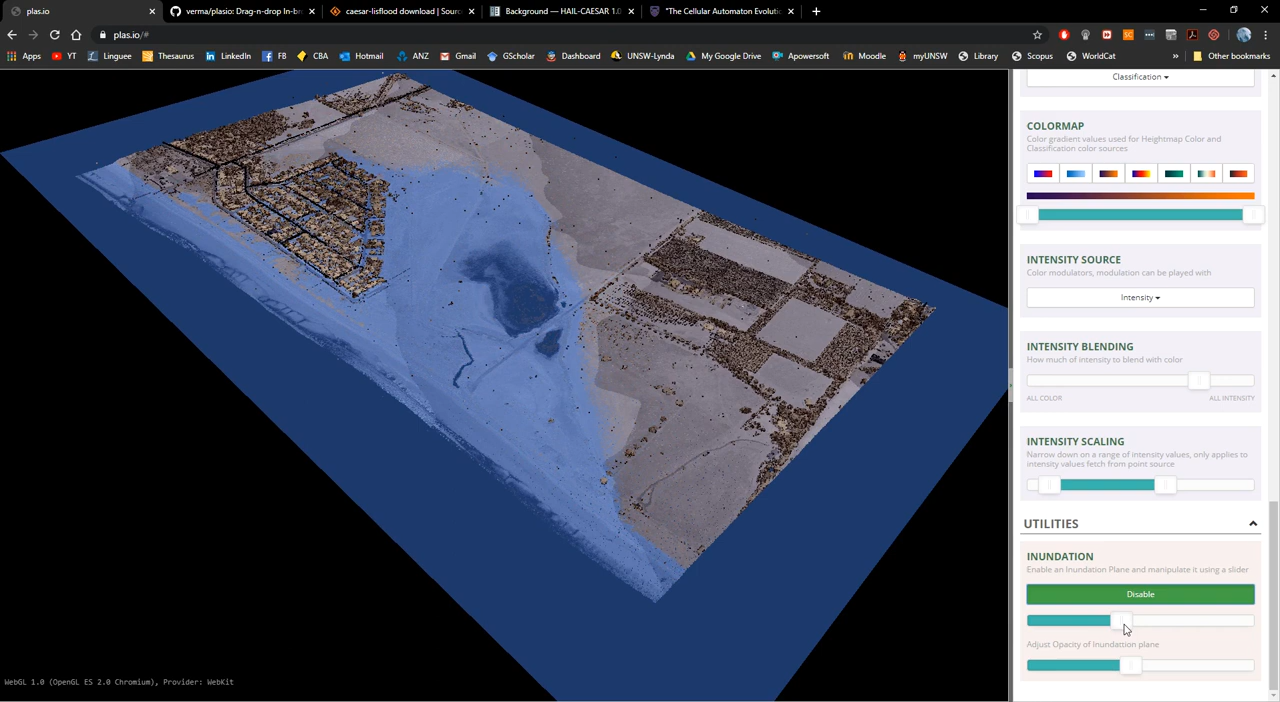 plas.io
verma/plasio: Drag-n-drop In-bro
caesar-lisflood download | Sourc
Background — HAIL-CAESAR 1.0
"The Cellular Automaton Evolutio
plas.io/#
Apps
YT
Linguee
Thesaurus
LinkedIn
FB
CBA
Hotmail
ANZ
Gmail
GScholar
Dashboard
UNSW-Lynda
My Google Drive
Apowersoft
Moodle
myUNSW
Library
Scopus
WorldCat
»
Other bookmarks
Classification
COLORMAP
Color gradient values used for Heightmap Color and
Classification color sources
INTENSITY SOURCE
Color modulators, modulation can be played with
Intensity
INTENSITY BLENDING
How much of intensity to blend with color
ALL COLOR
ALL INTENSITY
INTENSITY SCALING
Narrow down on a range of intensity values, only applies to
intensity values fetch from point source
UTILITIES
INUNDATION
Enable an Inundation Plane and manipulate it using a slider
Disable
Adjust Opacity of Inundation plane
WebGL 1.0 (OpenGL ES 2.0 Chromium), Provider: WebKit